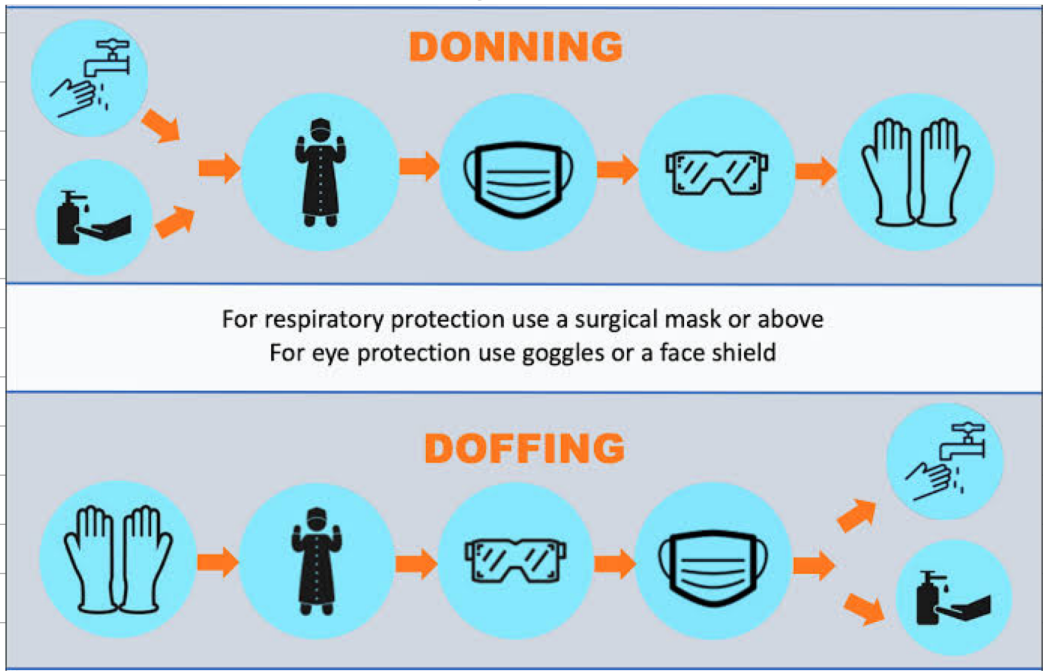 DONNING
For respiratory protection use a surgical mask or above
For eye protection use goggles or a face shield
DOFFING